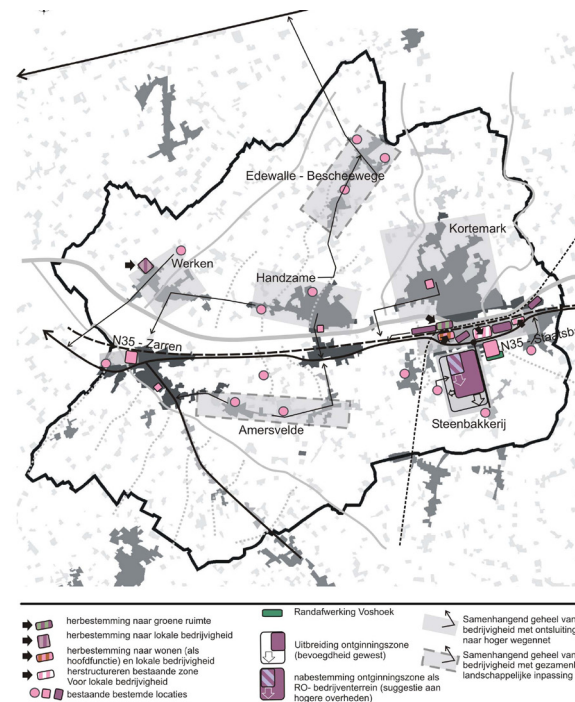 Edewalle - Bescheewege
Kortemark
Werken
Handzame
N35 - Zarren
N35 - Staatsb
Amersvelde
Steenbakkerij
herbestemming naar groene ruimte
herbestemming naar lokale bedrijvigheid
herbestemming naar wonen (als
hoofdfunctie) en lokale bedrijvigheid
herstructureren bestaande zone
Voor lokale bedrijvigheid
bestaande bestemde locaties
Randafwerking Voshoek
Uitbreiding ontginningszone
(bevoegdheid gewest)
nabestemming ontginningszone als
RO- bedrijventerrein (suggestie aan
hogere overheden)
Samenhangend geheel van
bedrijvigheid met ontsluiting
naar hoger wegennet
Samenhangend geheel van
bedrijvigheid met gezamenl
landschappelijke inpassing